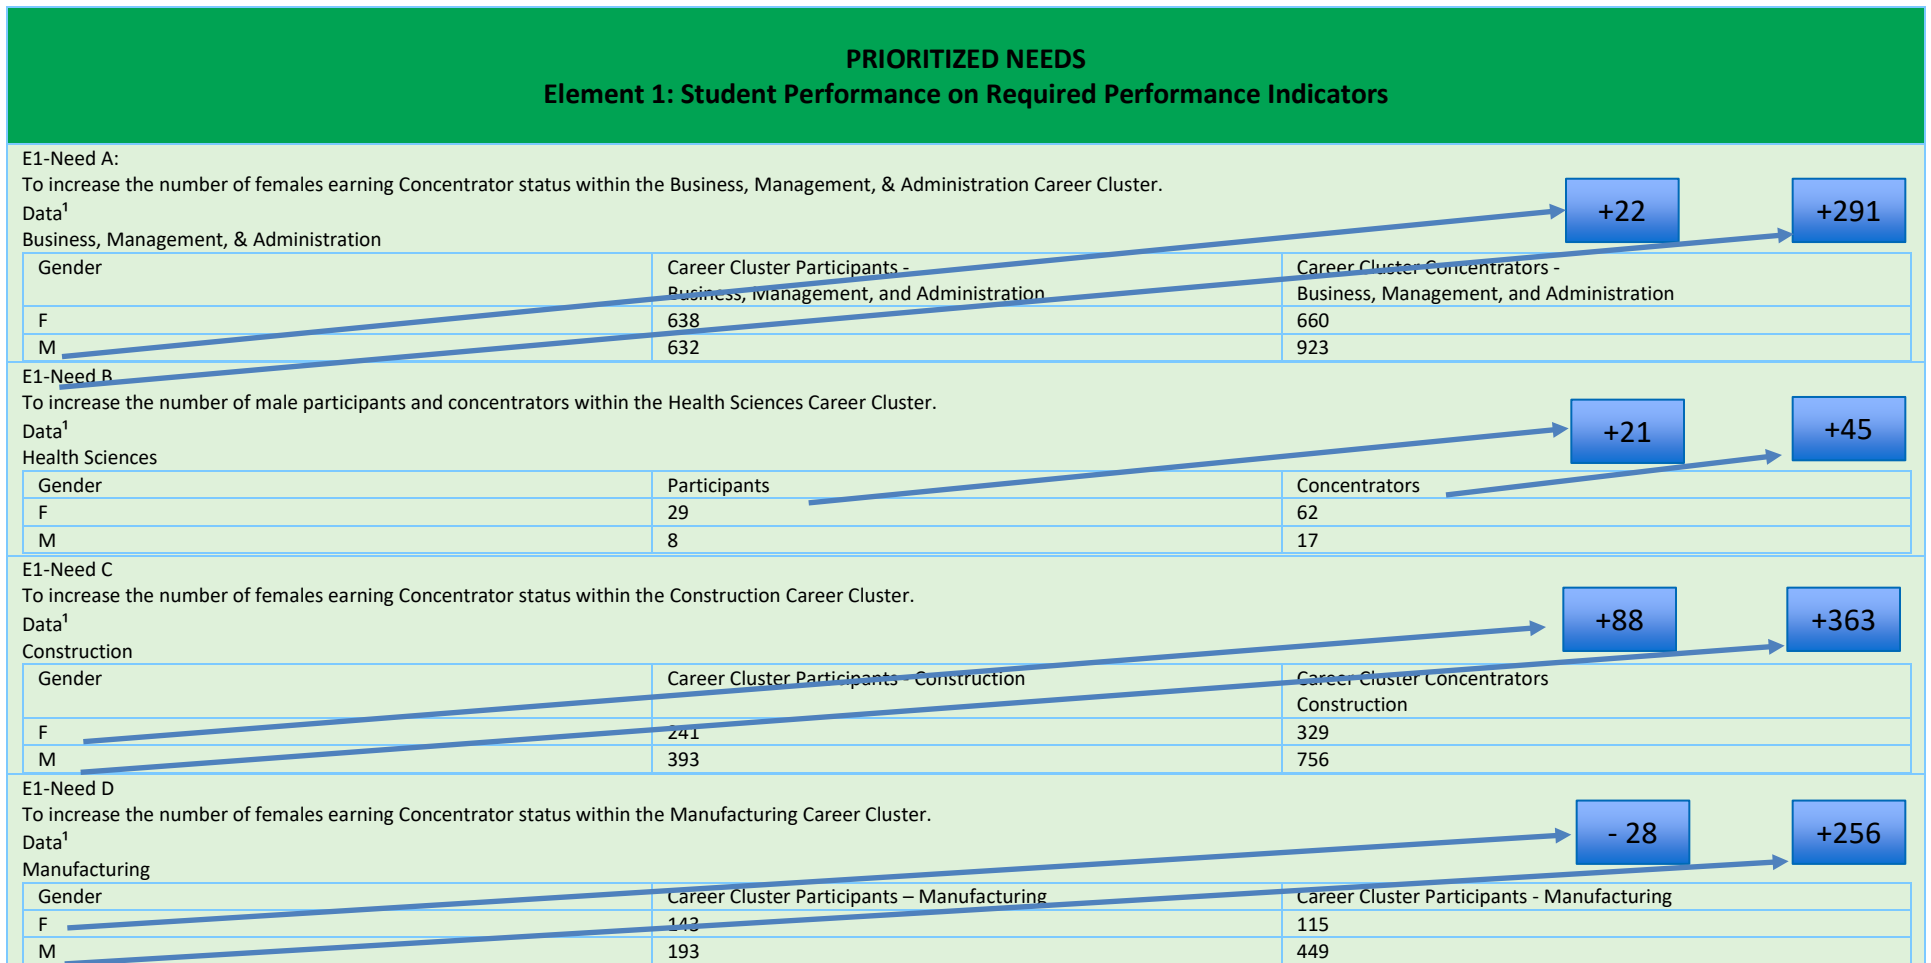 PRIORITIZED NEEDS
Element 1: Student Performance on Required Performance Indicators
E1-Need A:
To increase the number of females earning Concentrator status within the Business, Management, & Administration Career Cluster.
Data¹
Business, Management, & Administration
+22
+291
Gender
Career Cluster Participants -
Business, Management, and Administration
Career Cluster Concentrators -
Business, Management, and Administration
F 638 660
M 632 923
E1-Need B
To increase the number of male participants and concentrators within the Health Sciences Career Cluster.
Data¹
Health Sciences
+21
+45
Gender Participants Concentrators
F 29 62
M 8 17
E1-Need C
To increase the number of females earning Concentrator status within the Construction Career Cluster.
Data¹
Construction
+88
+363
Gender
Career Cluster Participants - Construction
Career Cluster Concentrators
Construction
F 241 329
M 393 756
E1-Need D
To increase the number of females earning Concentrator status within the Manufacturing Career Cluster.
Data¹
Manufacturing
- 28
+256
Gender Career Cluster Participants – Manufacturing Career Cluster Participants - Manufacturing
F 143 115
M 193 449